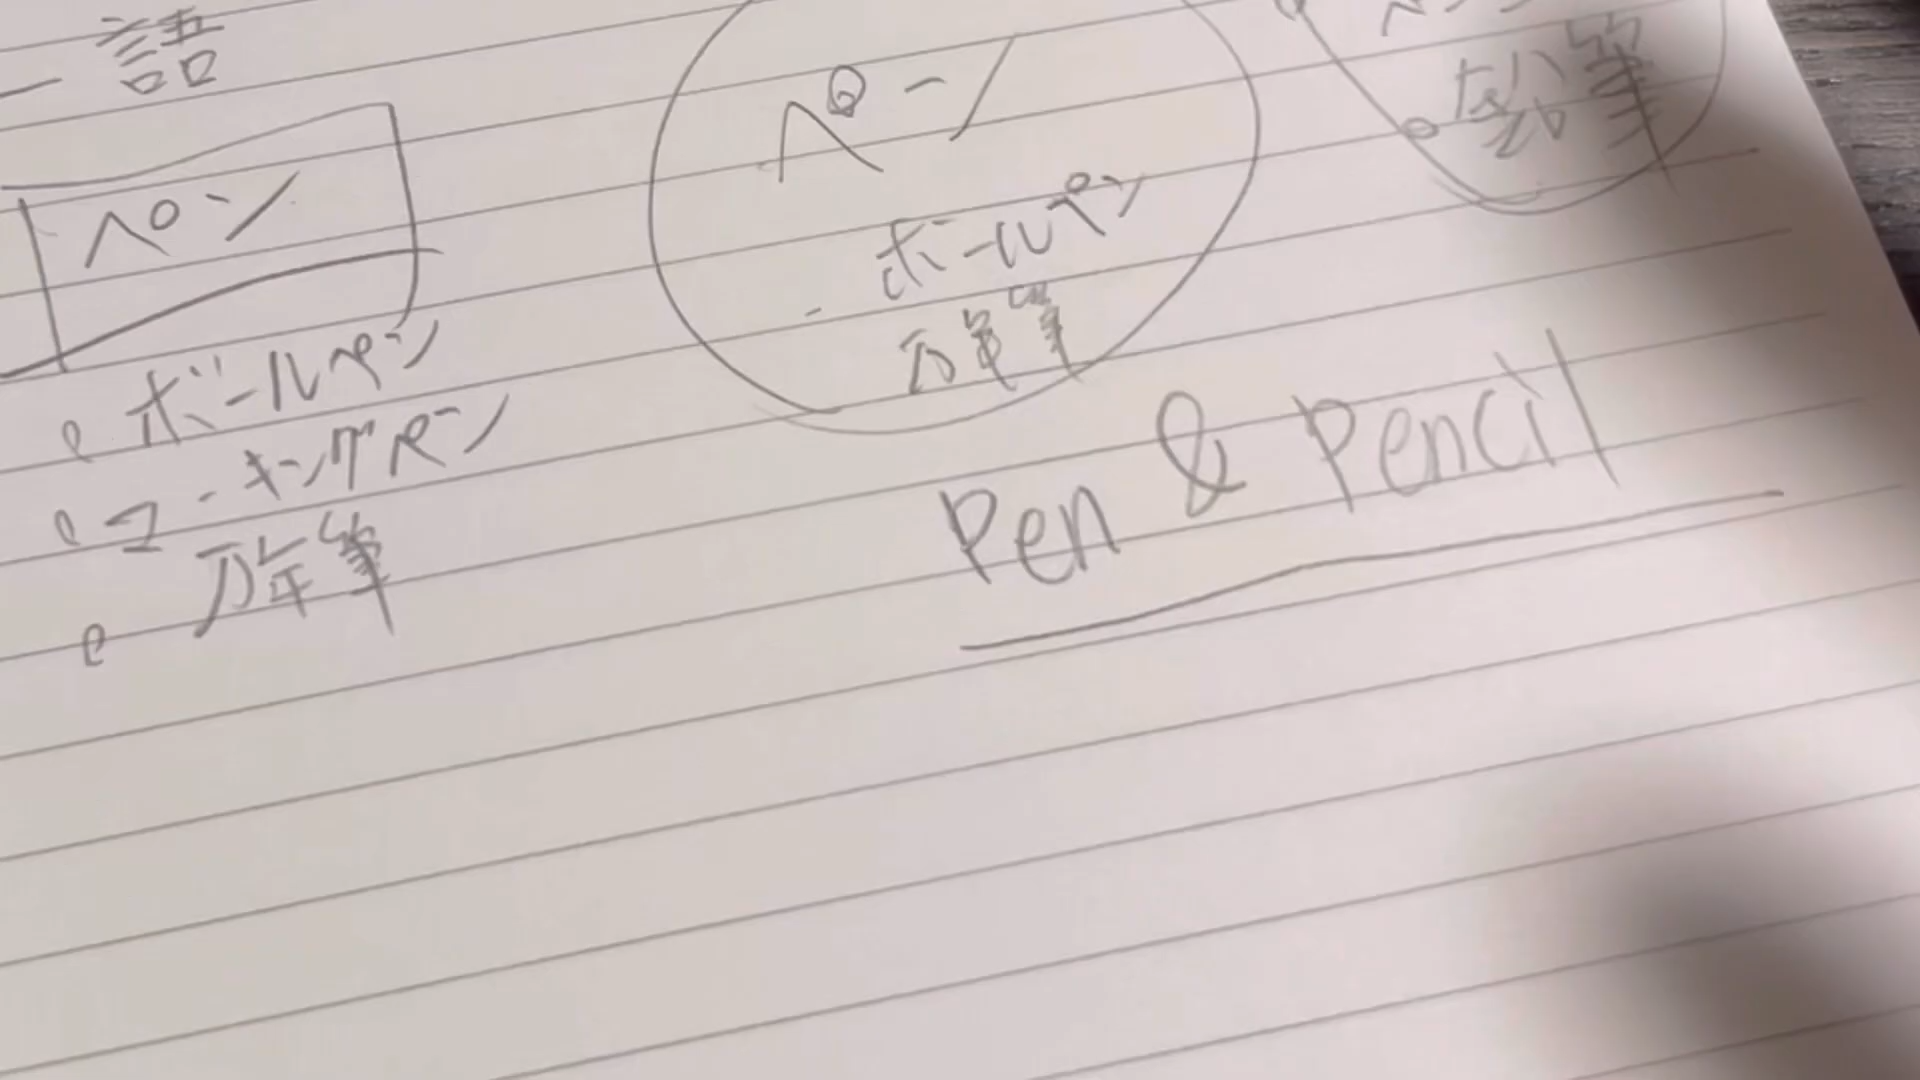 語
ペン
ボールペン
マーキングペン
万年筆
ペン
ボールペン
万年筆
鉛筆
Pen & Pencil